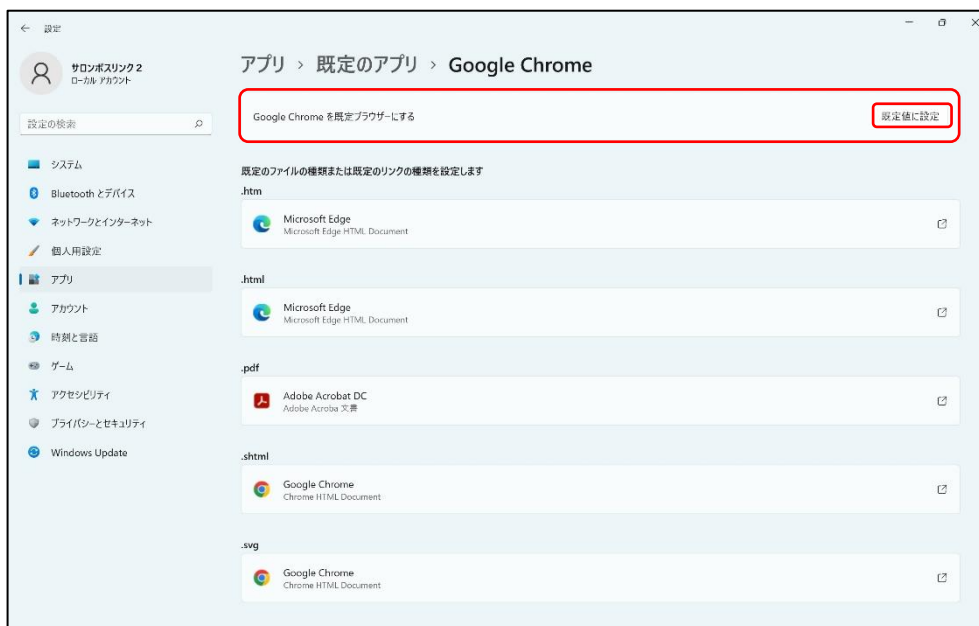 設定
サロンボスリンク 2
ローカル アカウント
設定の検索
システム
Bluetooth とデバイス
ネットワークとインターネット
個人用設定
アプリ
アカウント
時刻と言語
ゲーム
アクセシビリティ
プライバシーとセキュリティ
Windows Update
アプリ › 既定のアプリ › Google Chrome
Google Chrome を既定ブラウザーにする 既定値に設定
既定のファイルの種類または既定のリンクの種類を設定します
.htm
Microsoft Edge
Microsoft Edge HTML Document
.html
Microsoft Edge
Microsoft Edge HTML Document
.pdf
Adobe Acrobat DC
Adobe Acroba 文書
.shtml
Google Chrome
Chrome HTML Document
.svg
Google Chrome
Chrome HTML Document